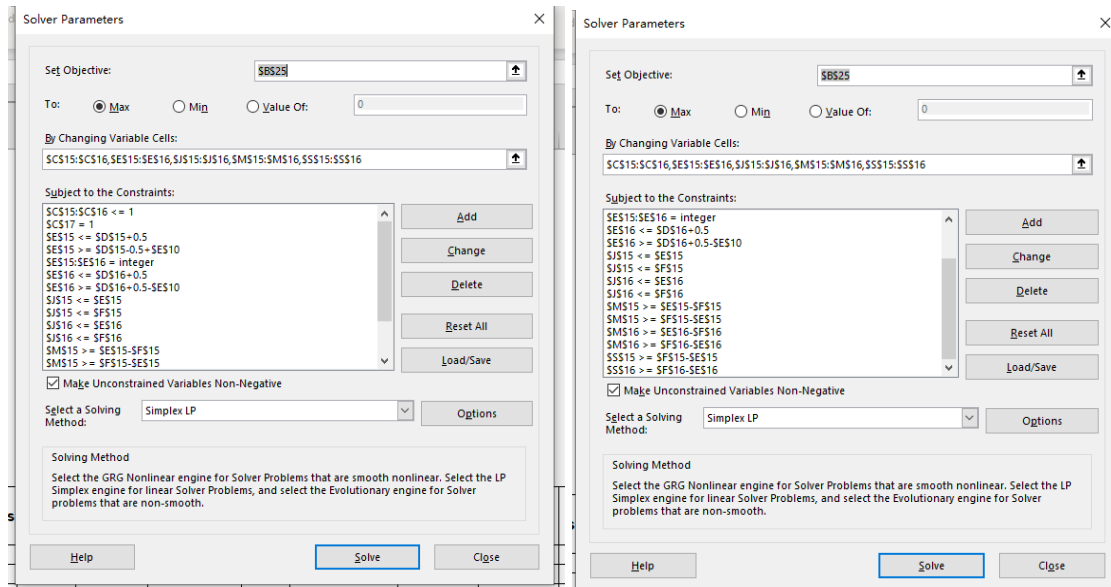 Solver Parameters
Set Objective:
$B$25
To:
Max
Min
Value Of:
0
By Changing Variable Cells:
$C$15:$C$16,$E$15:$E$16,$J$15:$J$16,$M$15:$M$16,$S$15:$S$16
Subject to the Constraints:
$C$15:$C$16 <= 1
$C$17 = 1
$E$15 <= $D$15+0.5
$E$15 >= $D$15-0.5+$E$10
$E$15:$E$16 = integer
$E$16 <= $D$16+0.5
$E$16 >= $D$16+0.5-$E$10
$J$15 <= $E$15
$J$15 <= $F$15
$J$16 <= $E$16
$J$16 <= $F$16
$M$15 >= $E$15-$F$15
$M$15 >= $F$15-$E$15
Add
Change
Delete
Reset All
Load/Save
Make Unconstrained Variables Non-Negative
Select a Solving
Method:
Simplex LP
Options
Solving Method
Select the GRG Nonlinear engine for Solver Problems that are smooth nonlinear. Select the LP
Simplex engine for linear Solver Problems, and select the Evolutionary engine for Solver
problems that are non-smooth.
Help
Solve
Close
Solver Parameters
Set Objective:
$B$25
To:
Max
Min
Value Of:
0
By Changing Variable Cells:
$C$15:$C$16,$E$15:$E$16,$J$15:$J$16,$M$15:$M$16,$S$15:$S$16
Subject to the Constraints:
$E$15:$E$16 = integer
$E$16 <= $D$16+0.5
$E$16 >= $D$16+0.5-$E$10
$J$15 <= $E$15
$J$15 <= $F$15
$J$16 <= $E$16
$J$16 <= $F$16
$M$15 >= $E$15-$F$15
$M$15 >= $F$15-$E$15
$M$16 >= $E$16-$F$16
$M$16 >= $F$16-$E$16
$S$15 >= $F$15-$E$15
$S$16 >= $F$16-$E$16
Add
Change
Delete
Reset All
Load/Save
Make Unconstrained Variables Non-Negative
Select a Solving
Method:
Simplex LP
Options
Solving Method
Select the GRG Nonlinear engine for Solver Problems that are smooth nonlinear. Select the LP
Simplex engine for linear Solver Problems, and select the Evolutionary engine for Solver
problems that are non-smooth.
Help
Solve
Close